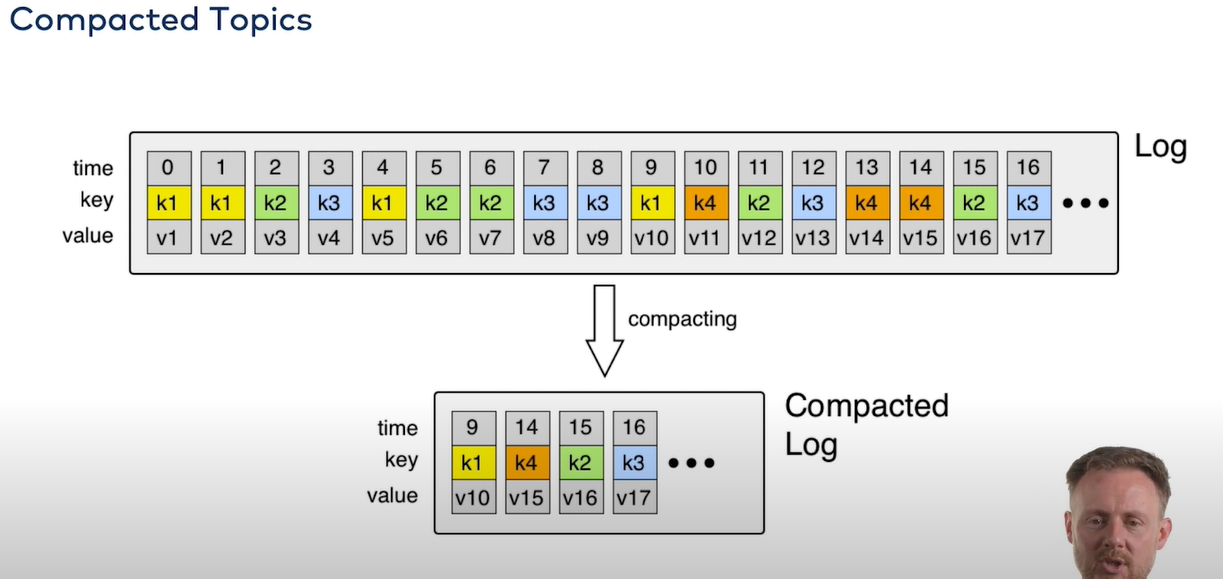 Compacted Topics
Log
time 0 1 2 3 4 5 6 7 8 9 10 11 12 13 14 15 16
key k1 k1 k2 k3 k1 k2 k2 k3 k3 k1 k4 k2 k3 k4 k4 k2 k3 •••
value v1 v2 v3 v4 v5 v6 v7 v8 v9 v10 v11 v12 v13 v14 v15 v16 v17
compacting
Compacted
Log
time 9 14 15 16
key k1 k4 k2 k3 •••
value v10 v15 v16 v17